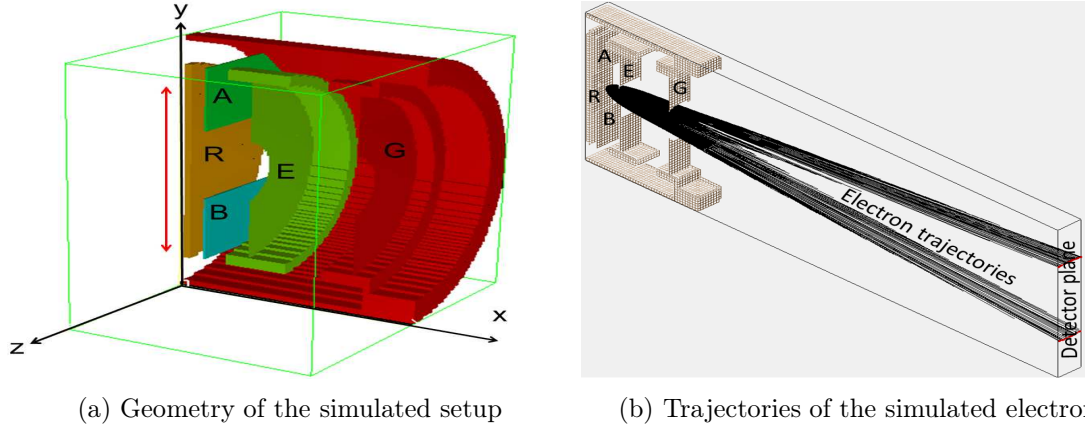 y
A
R
E
G
B
x
z
A
E
G
R
B
Electron trajectories
Detector plane
(a) Geometry of the simulated setup
(b) Trajectories of the simulated electron